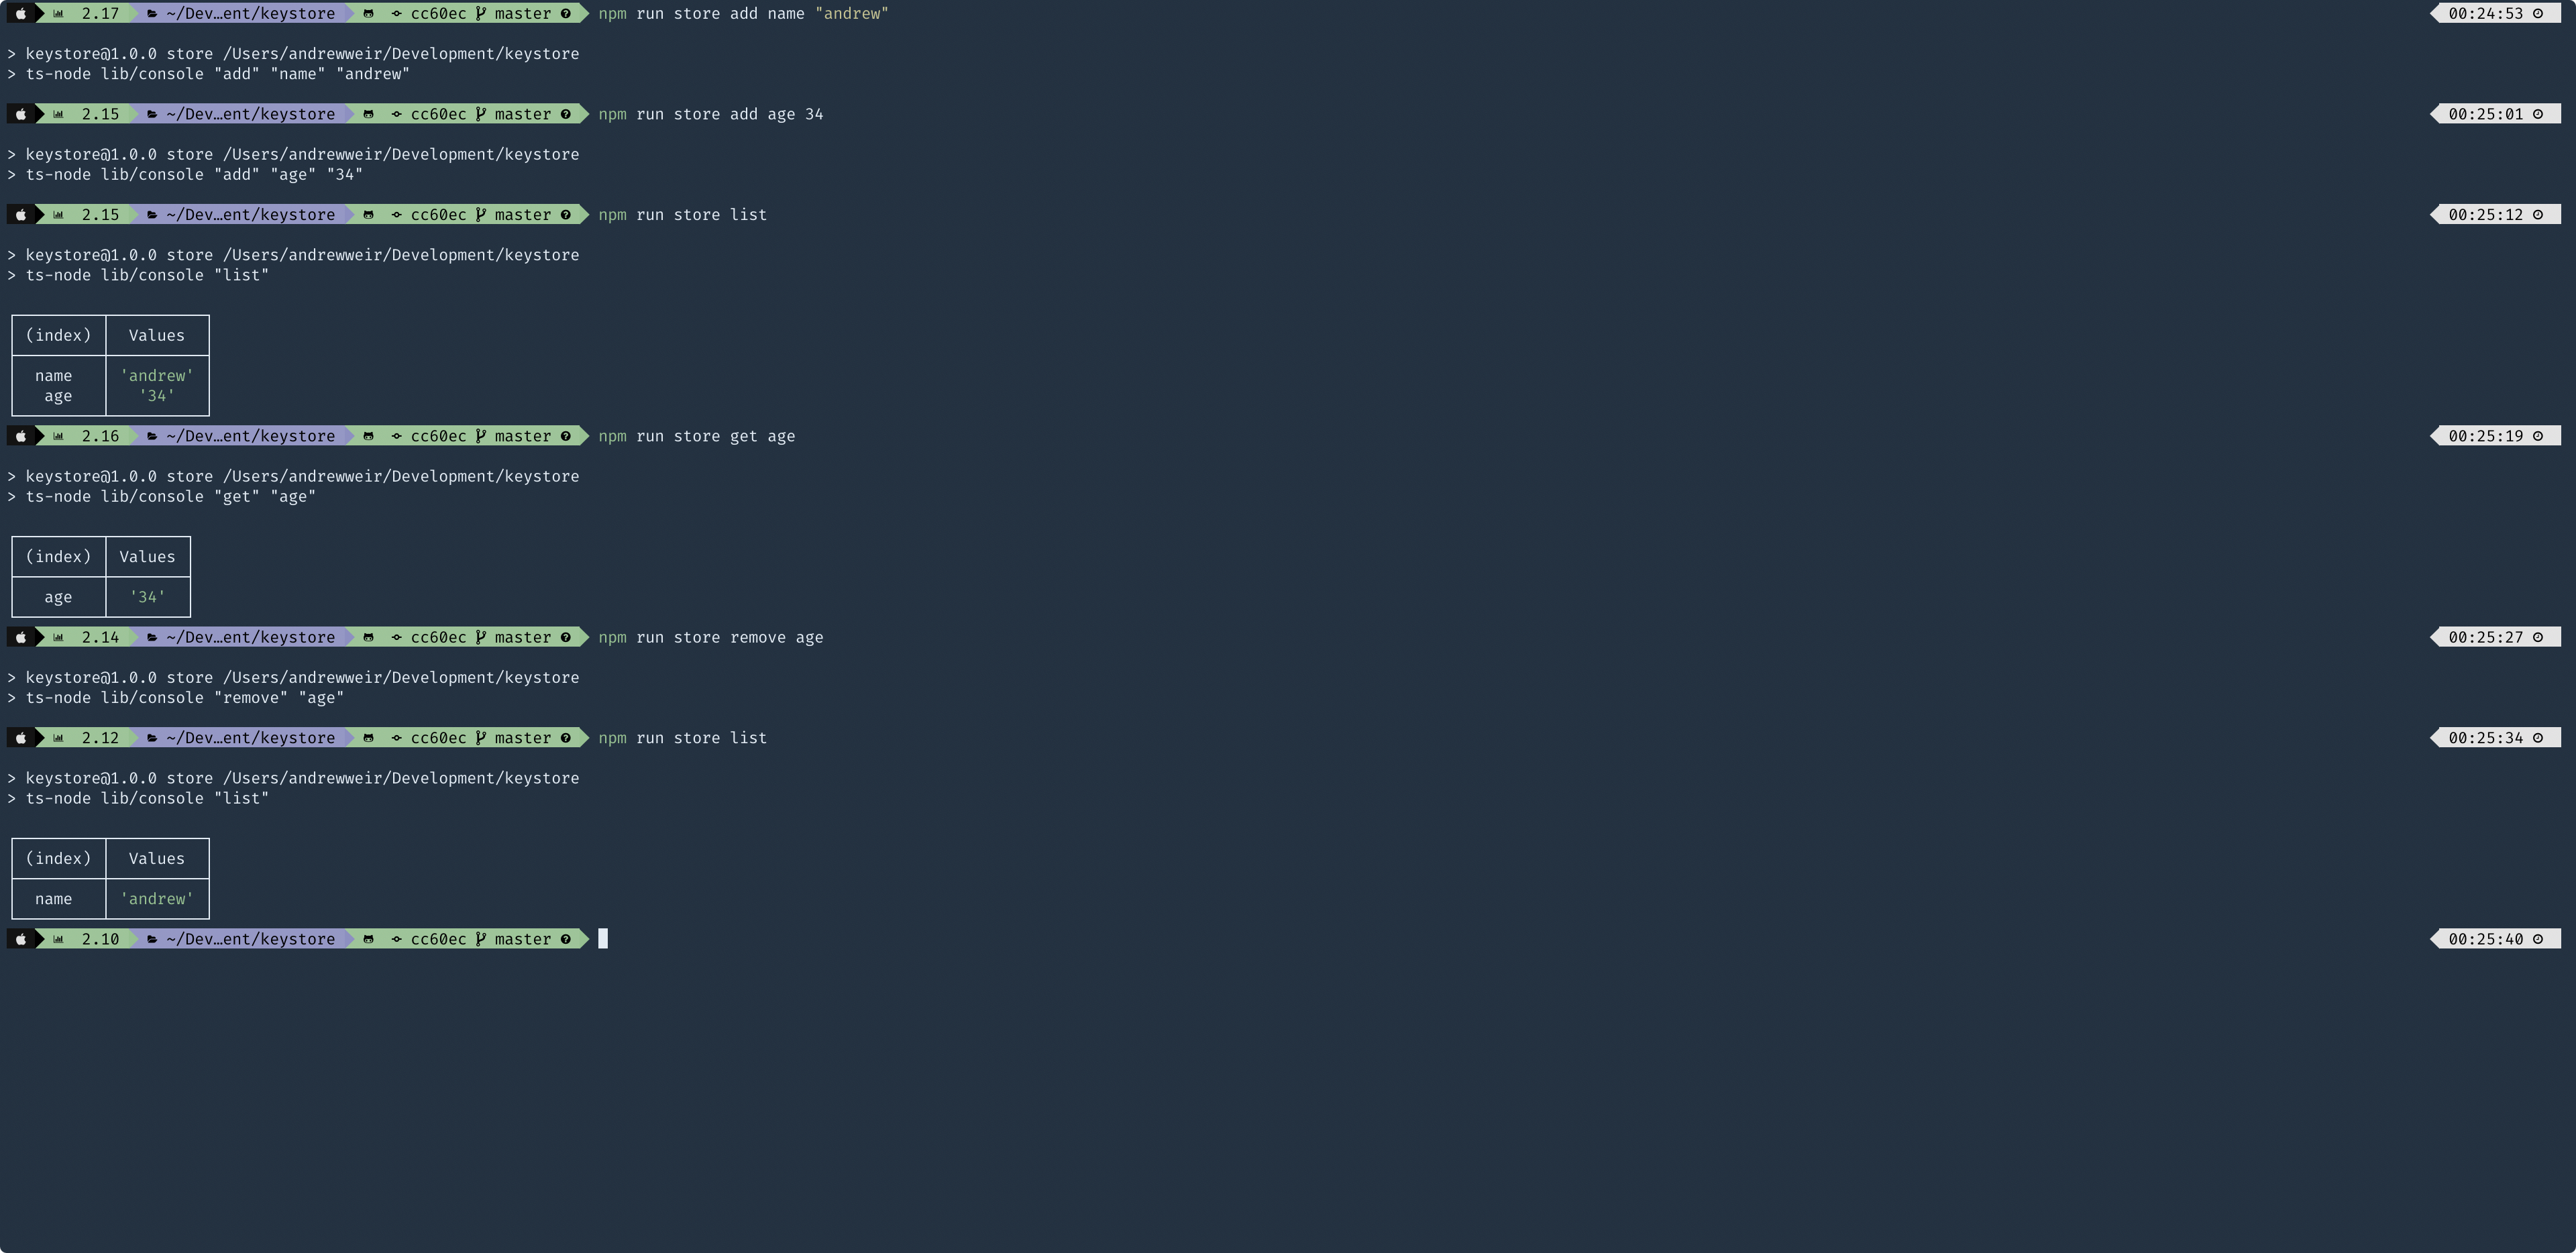 2.17 ~/Dev…ent/keystore cc60ec master npm run store add name "andrew" 00:24:53
> keystore@1.0.0 store /Users/andrewweir/Development/keystore
> ts-node lib/console "add" "name" "andrew"
2.15 ~/Dev…ent/keystore cc60ec master npm run store add age 34 00:25:01
> keystore@1.0.0 store /Users/andrewweir/Development/keystore
> ts-node lib/console "add" "age" "34"
2.15 ~/Dev…ent/keystore cc60ec master npm run store list 00:25:12
> keystore@1.0.0 store /Users/andrewweir/Development/keystore
> ts-node lib/console "list"
(index) Values
name 'andrew'
age '34'
2.16 ~/Dev…ent/keystore cc60ec master npm run store get age 00:25:19
> keystore@1.0.0 store /Users/andrewweir/Development/keystore
> ts-node lib/console "get" "age"
(index) Values
age '34'
2.14 ~/Dev…ent/keystore cc60ec master npm run store remove age 00:25:27
> keystore@1.0.0 store /Users/andrewweir/Development/keystore
> ts-node lib/console "remove" "age"
2.12 ~/Dev…ent/keystore cc60ec master npm run store list 00:25:34
> keystore@1.0.0 store /Users/andrewweir/Development/keystore
> ts-node lib/console "list"
(index) Values
name 'andrew'
2.10 ~/Dev…ent/keystore cc60ec master 00:25:40